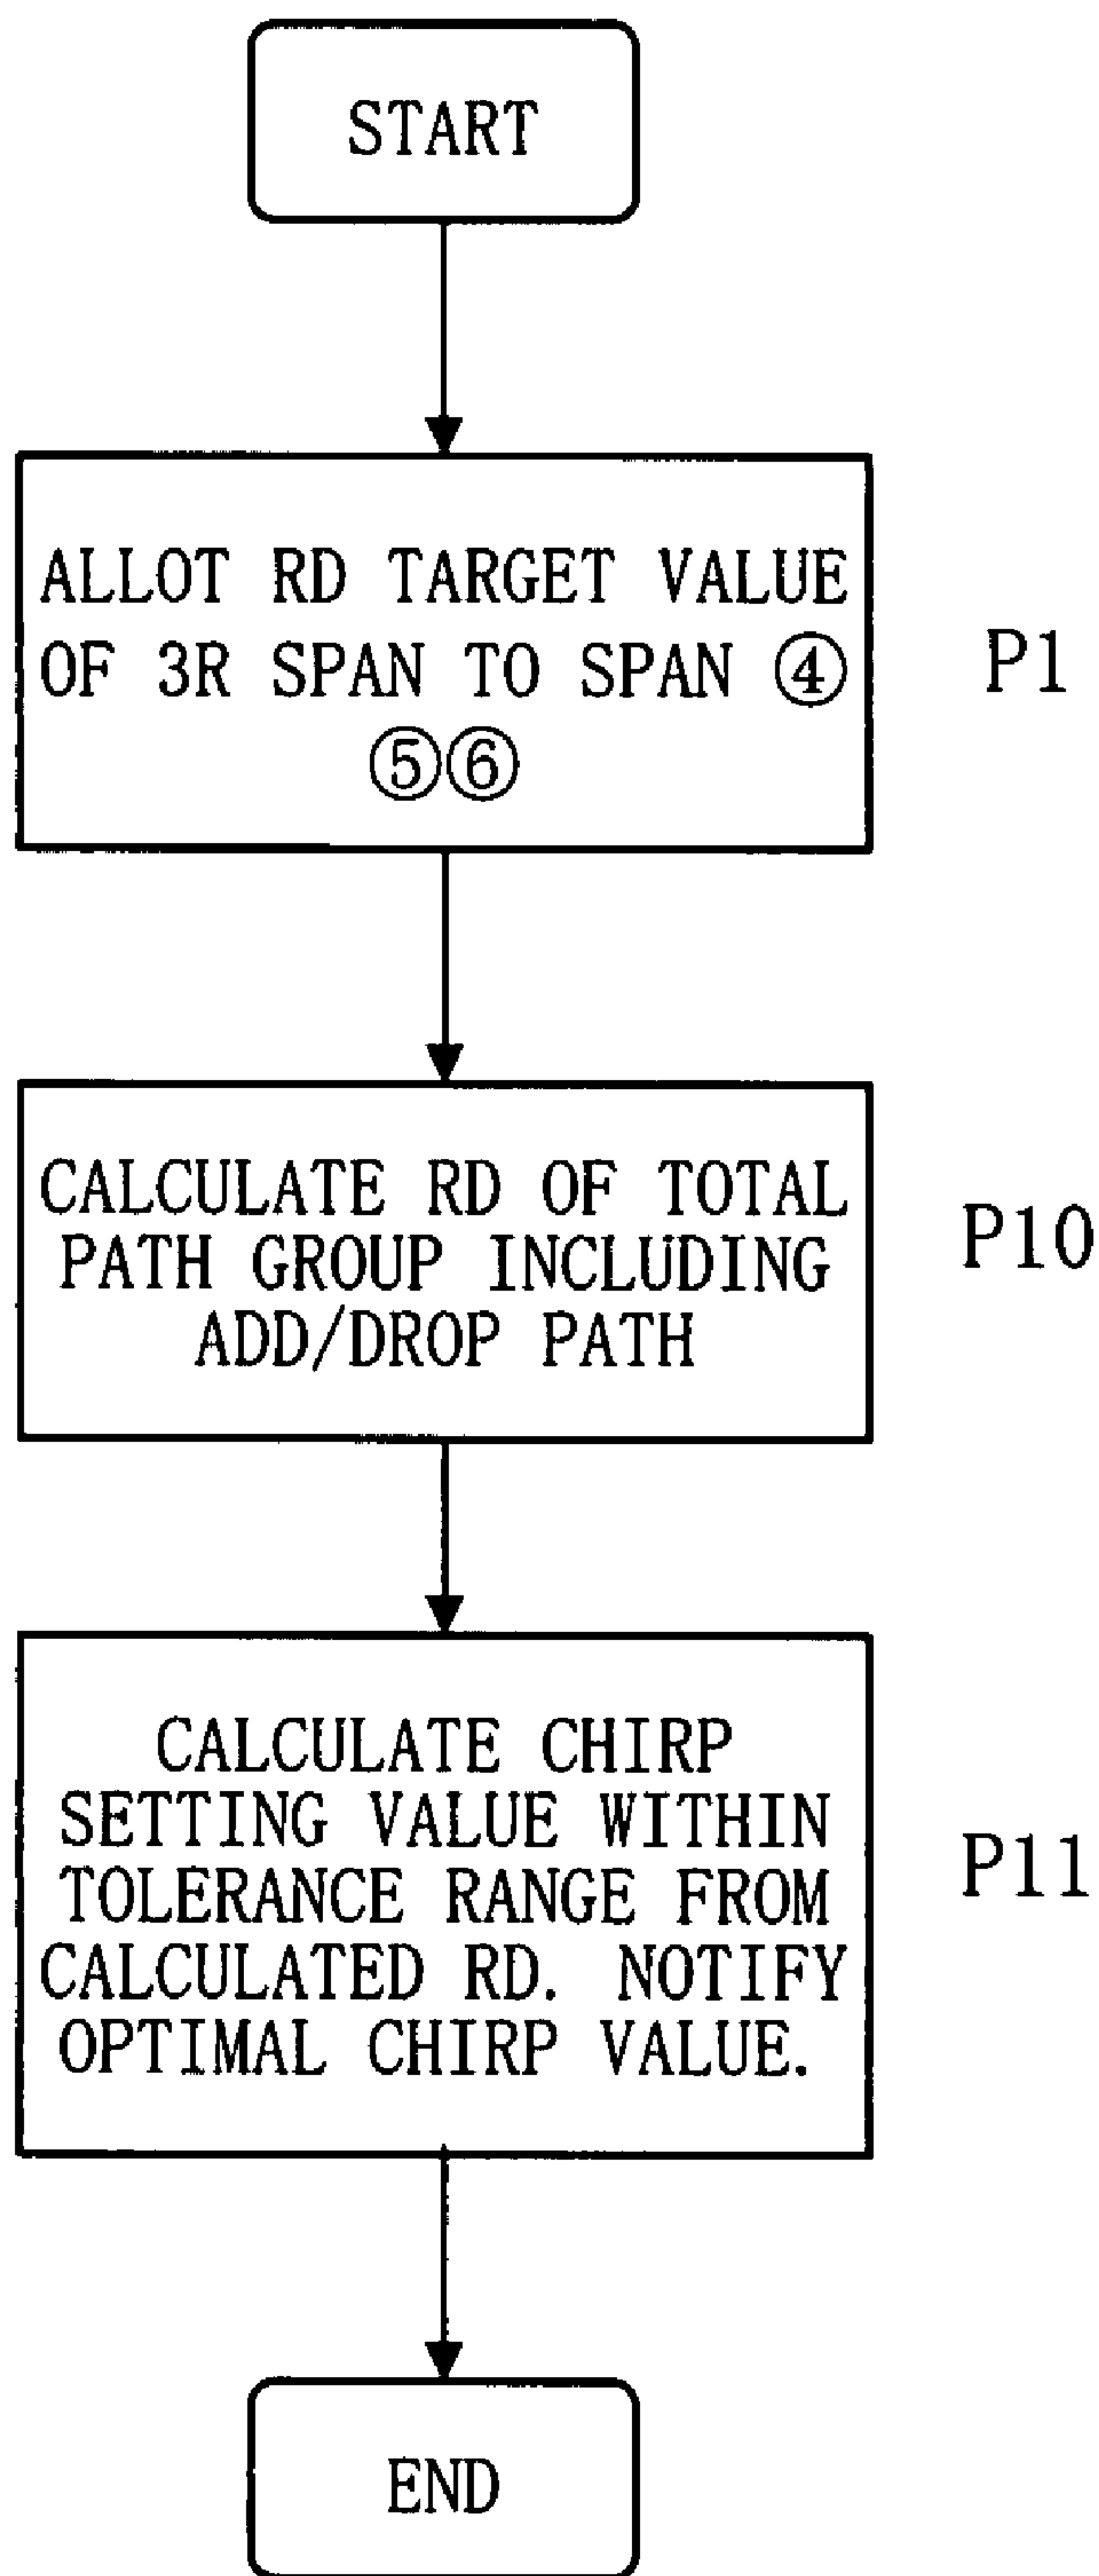 START
ALLOT RD TARGET VALUE
OF 3R SPAN TO SPAN ④
⑤⑥
P1
CALCULATE RD OF TOTAL
PATH GROUP INCLUDING
ADD/DROP PATH
P10
CALCULATE CHIRP
SETTING VALUE WITHIN
TOLERANCE RANGE FROM
CALCULATED RD. NOTIFY
OPTIMAL CHIRP VALUE.
P11
END